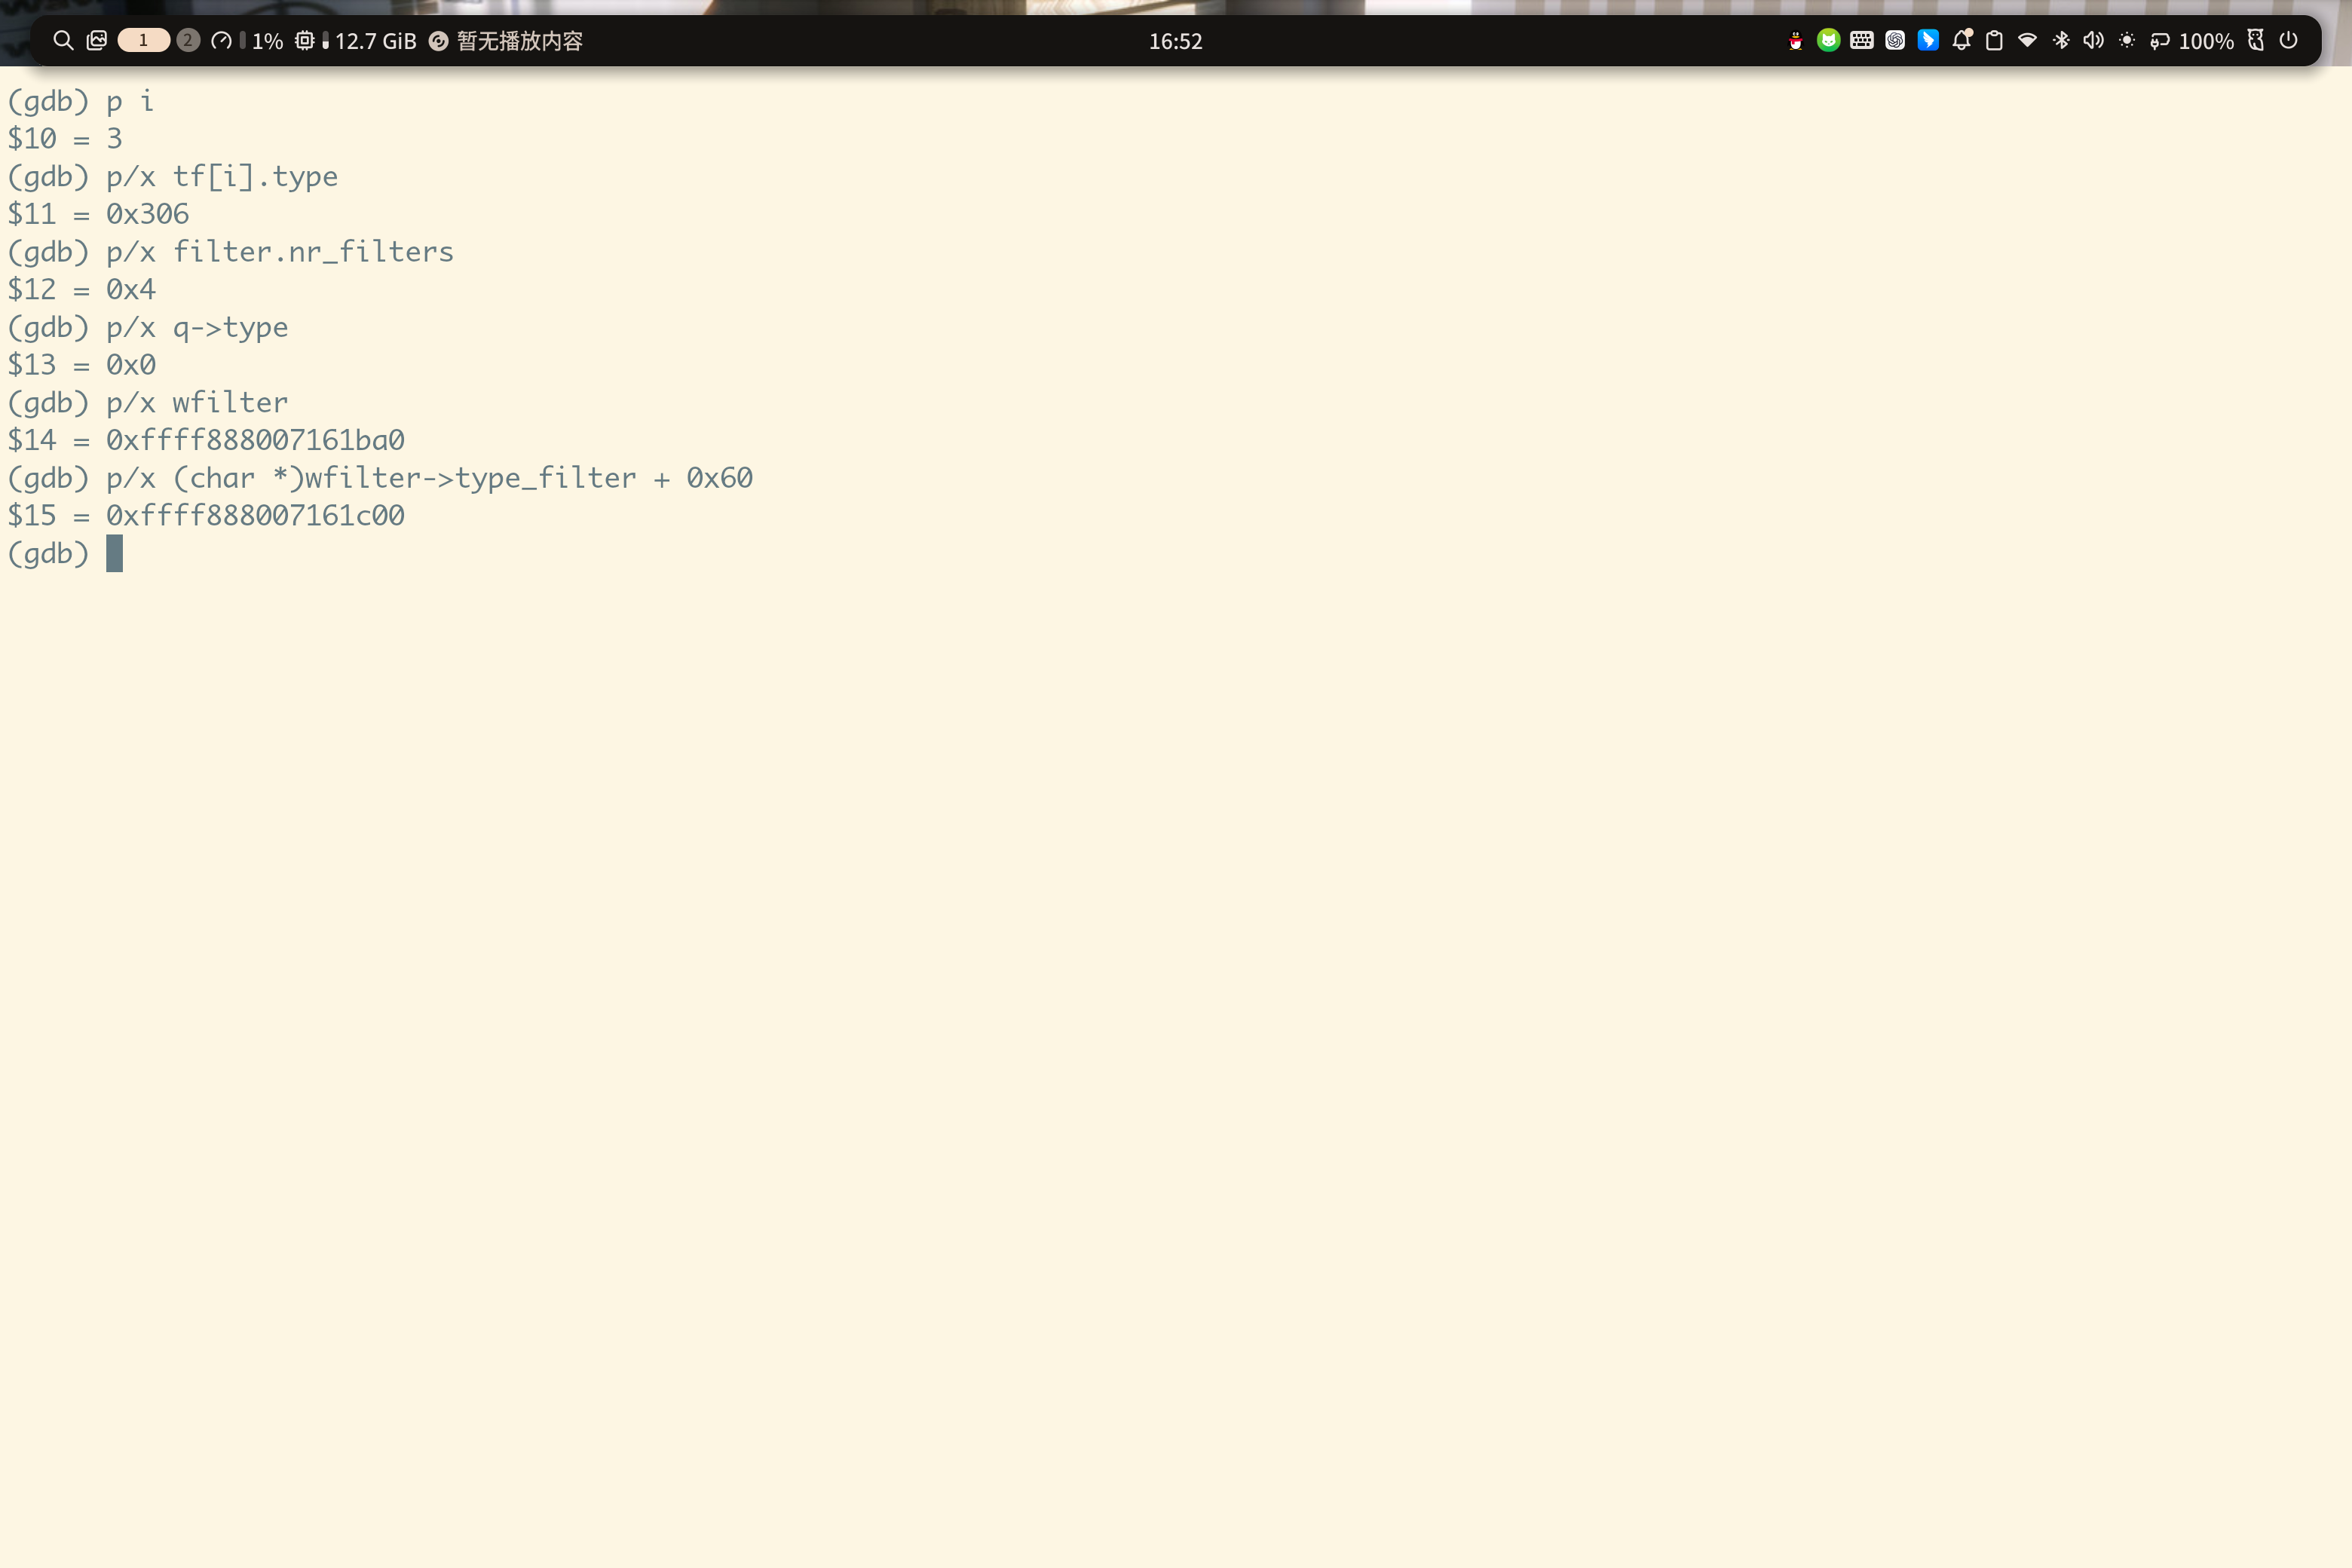 1 2 1% 12.7 GiB 暂无播放内容 16:52 100%
(gdb) p i
$10 = 3
(gdb) p/x tf[i].type
$11 = 0x306
(gdb) p/x filter.nr_filters
$12 = 0x4
(gdb) p/x q->type
$13 = 0x0
(gdb) p/x wfilter
$14 = 0xffff888007161ba0
(gdb) p/x (char *)wfilter->type_filter + 0x60
$15 = 0xffff888007161c00
(gdb)